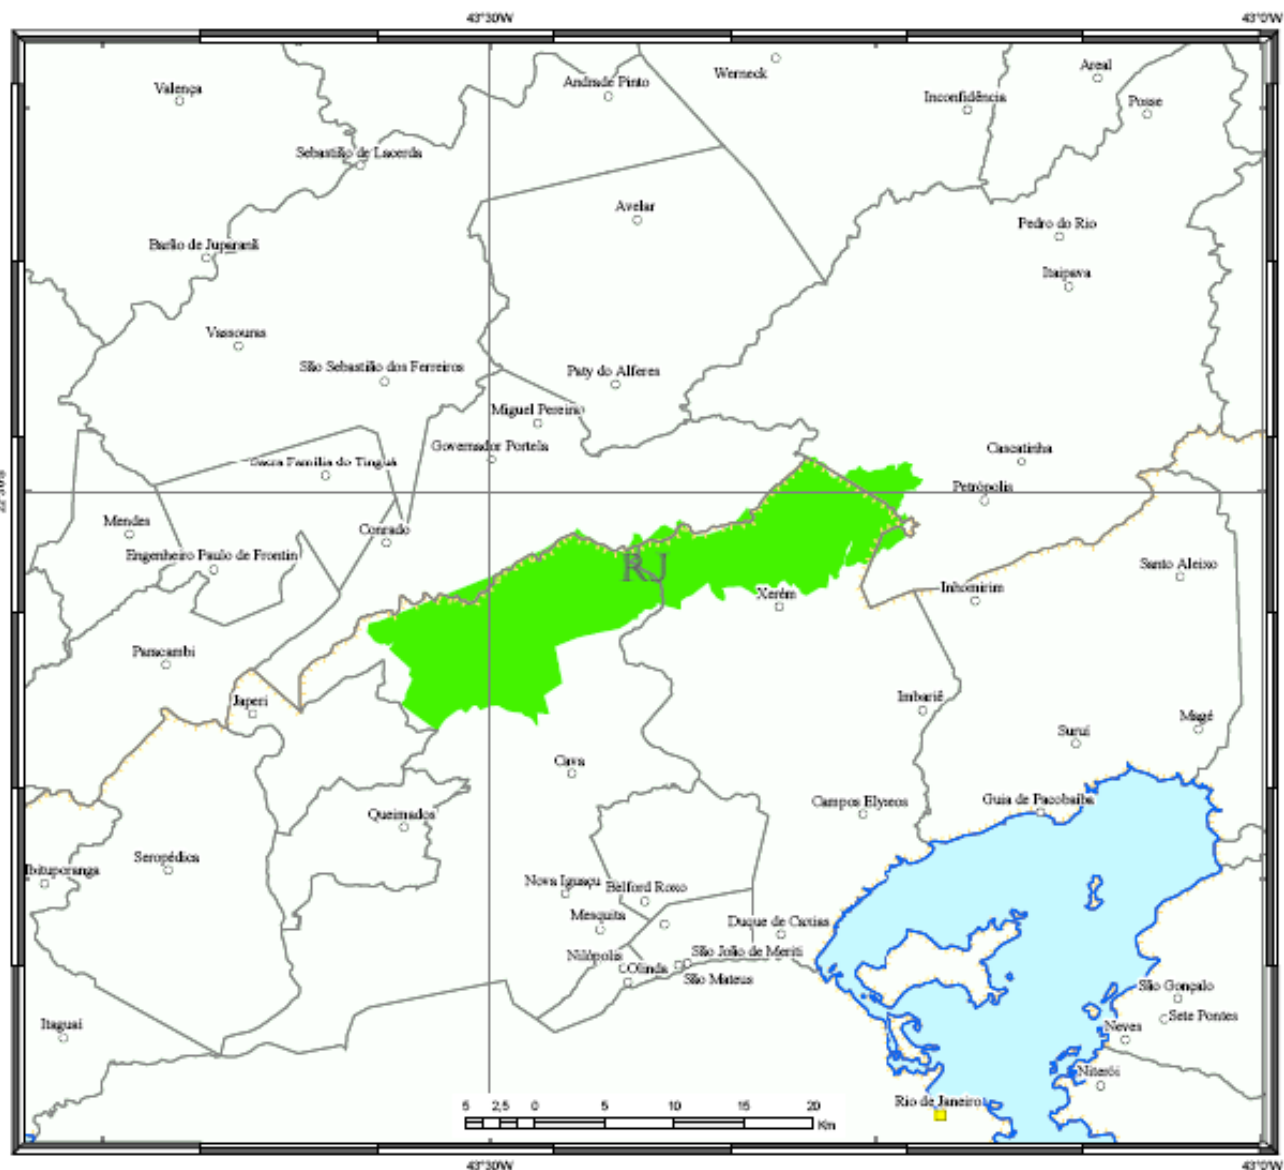 43°30'W
43°0'W
Valença
Andrade Pinto
Werneck
Areal
Inconfidência
Posse
Sebastião de Lacerda
Avelar
Pedro do Rio
Barão de Juparanã
Itaipava
Vassouras
São Sebastião dos Ferreiros
Paty do Alferes
Miguel Pereira
Governador Portela
Cascatinha
Sacra Família do Tinguá
Petrópolis
Mendes
Conrado
Engenheiro Paulo de Frontin
RJ
Santo Aleixo
Xerém
Inhomirim
Paracambi
Japeri
Imbariê
Magé
Suruí
Cava
Campos Elyseos
Guia de Pacobaíba
Queimados
Seropédica
Ibituporanga
Nova Iguaçu
Belford Roxo
Mesquita
Duque de Caxias
Nilópolis
São João de Meriti
Olinda
São Mateus
São Gonçalo
Sete Pontes
Itaguaí
Neves
Niterói
Rio de Janeiro
5 2,5 0 5 10 15 20
Km
43°30'W
43°0'W